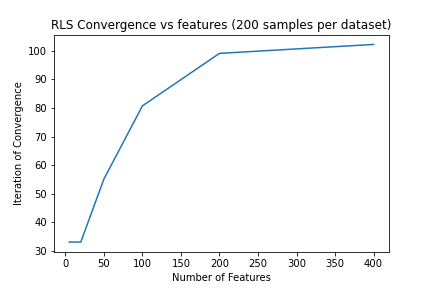 RLS Convergence vs features (200 samples per dataset)
100
90
80
70
60
50
40
30
Iteration of Convergence
0 50 100 150 200 250 300 350 400
Number of Features